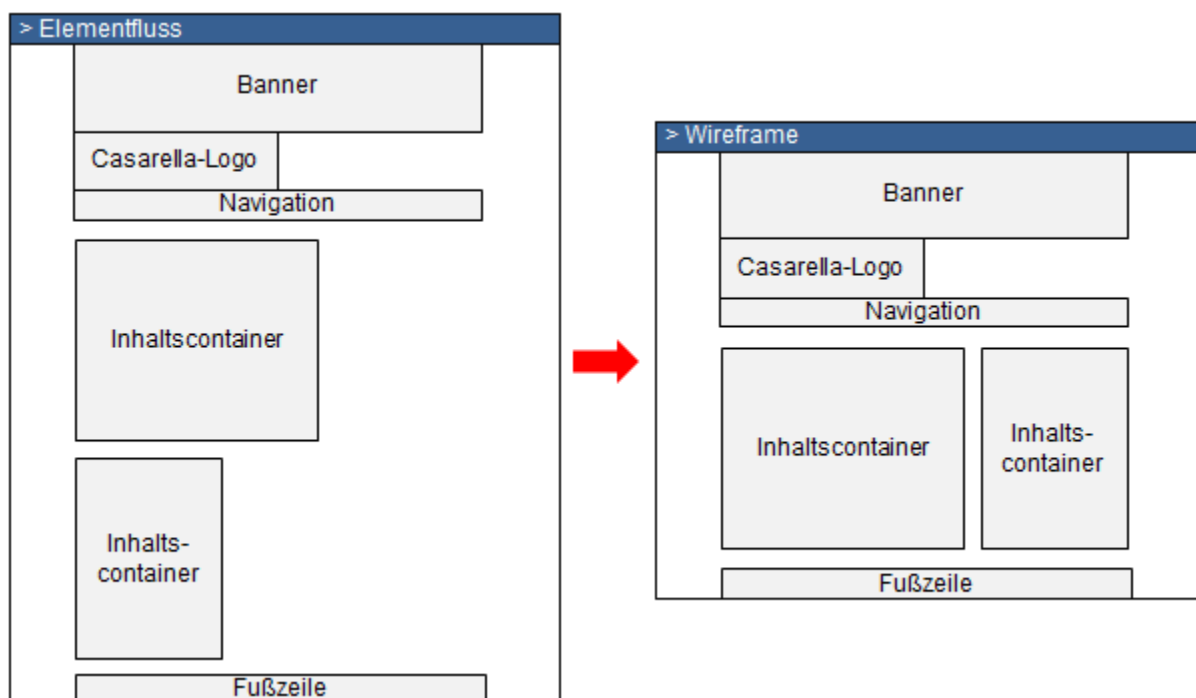 > Elementfluss
Banner
Casarella-Logo
Navigation
Inhaltscontainer
Inhalts-
container
Fußzeile
> Wireframe
Banner
Casarella-Logo
Navigation
Inhaltscontainer
Inhalts-
container
Fußzeile